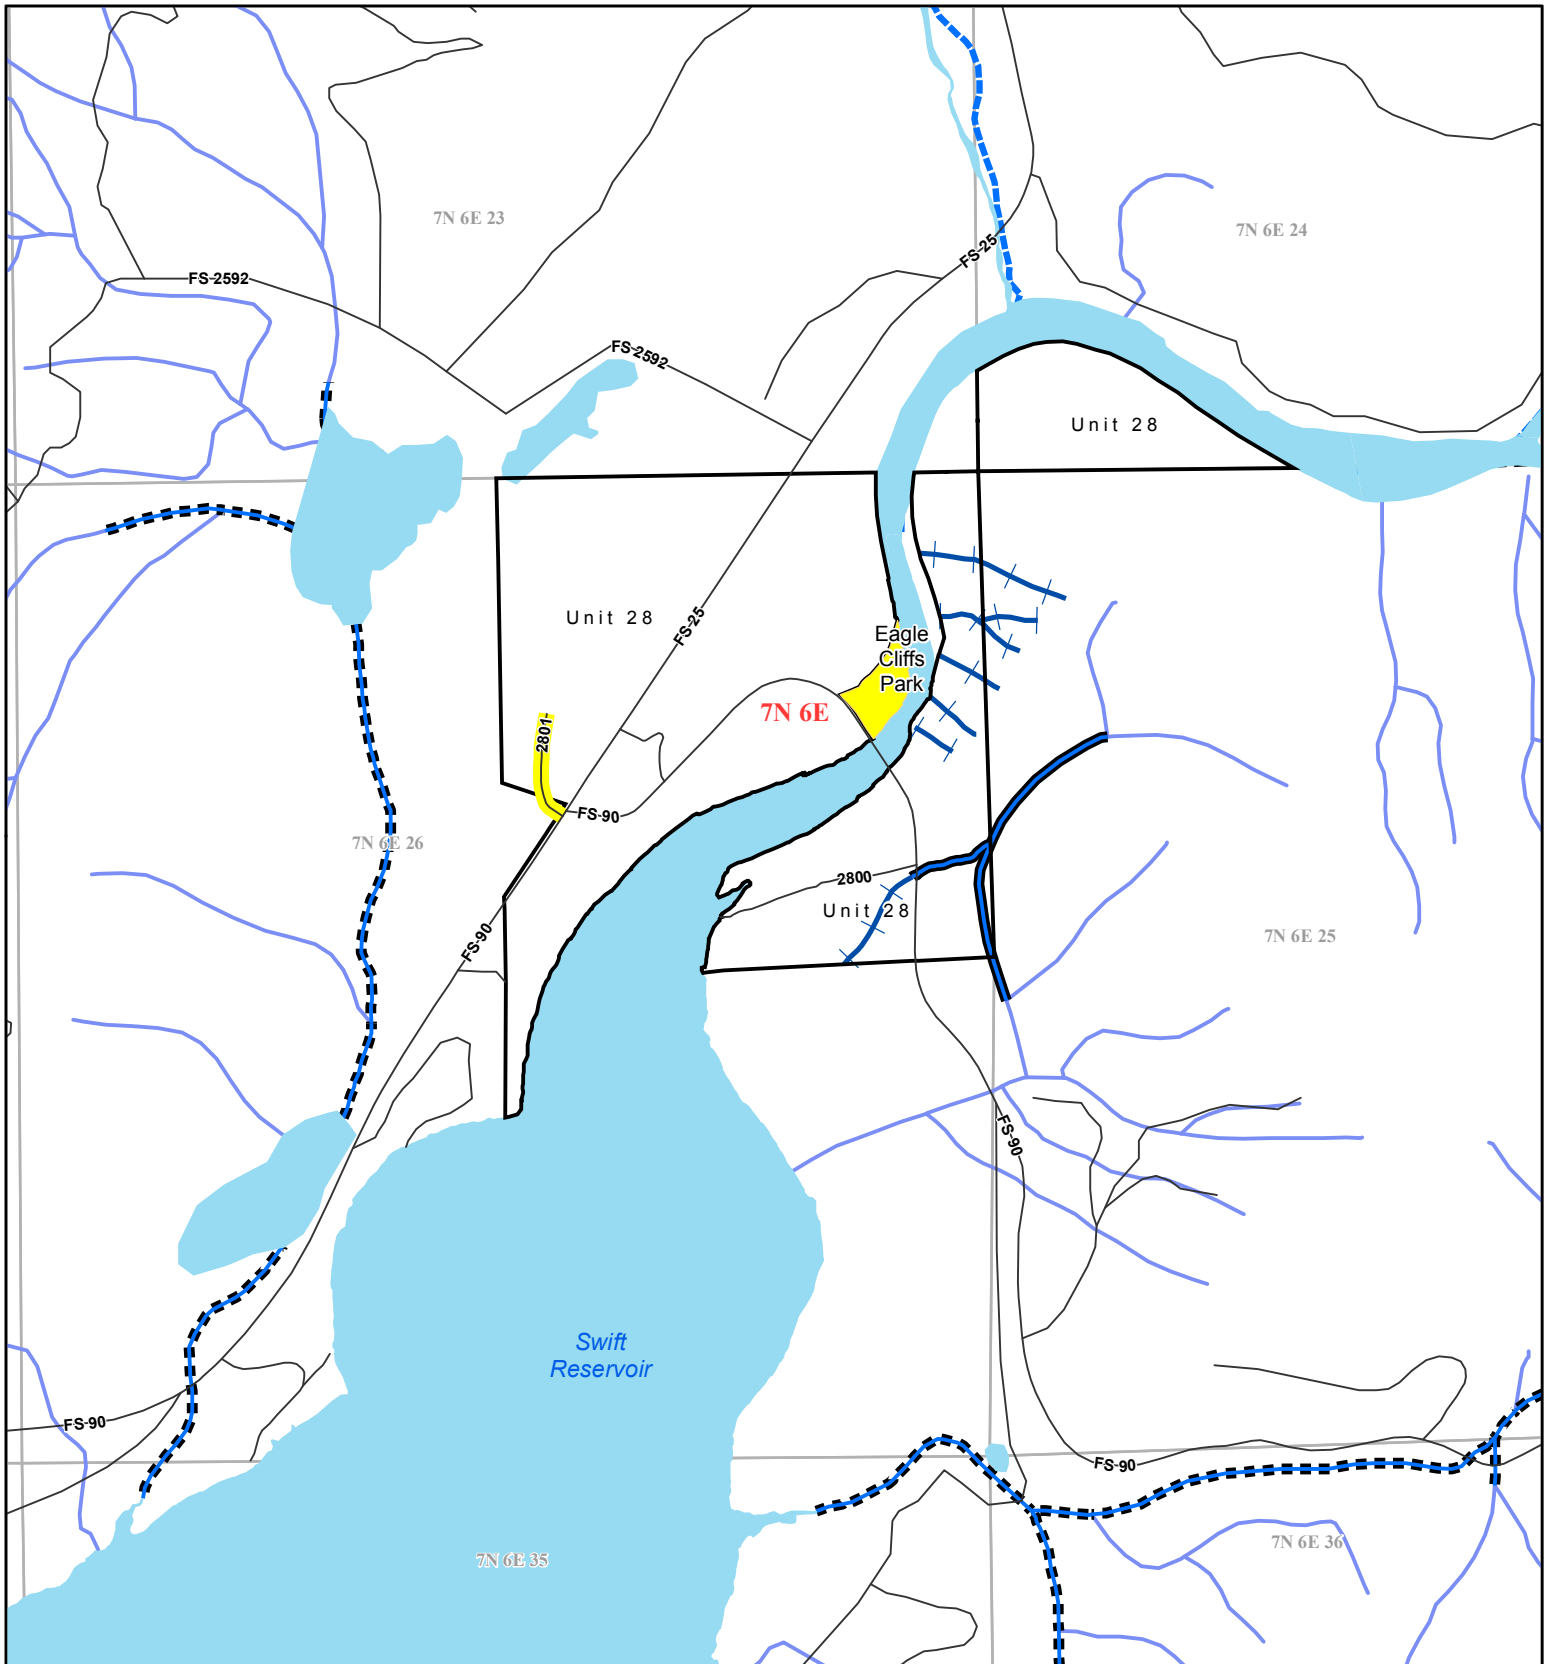 7N 6E 23
7N 6E 24
FS-25
FS-2592
FS-2592
Unit 28
Unit 28
FS-25
Eagle
Cliffs
Park
7N 6E
2801-
FS-90
7N 6E 26
2800
Unit 28
FS-90
7N 6E 25
FS-90
Swift
Reservoir
FS-90
FS-90
7N 6E 36
7N 6E 35